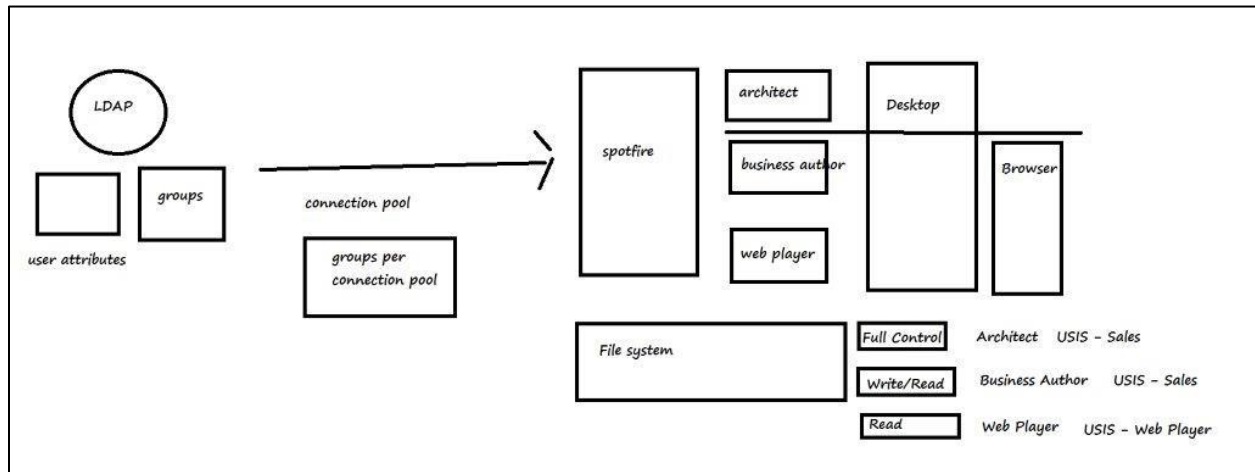 LDAP
groups
user attributes
connection pool
groups per
connection pool
spotfire
architect
business author
web player
Desktop
Browser
File system
Full Control Architect USIS - Sales
Write/Read Business Author USIS - Sales
Read Web Player USIS - Web Player